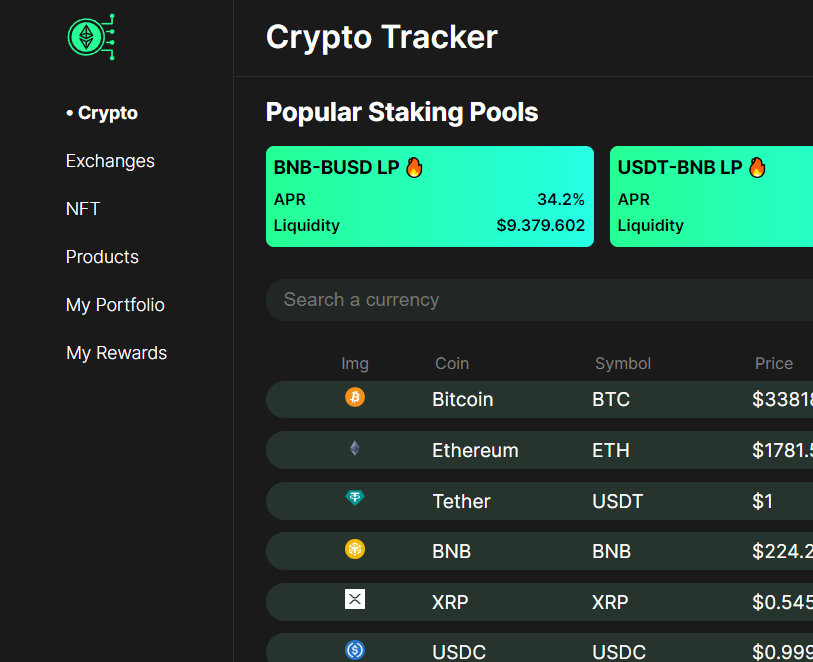 Crypto Tracker
• Crypto
Exchanges
NFT
Products
My Portfolio
My Rewards
Popular Staking Pools
BNB-BUSD LP 🔥
APR 34.2%
Liquidity $9.379.602
USDT-BNB LP 🔥
APR
Liquidity
Search a currency
Img Coin Symbol Price
Bitcoin BTC $3381
Ethereum ETH $1781.5
Tether USDT $1
BNB BNB $224.2
XRP XRP $0.545
USDC USDC $0.999